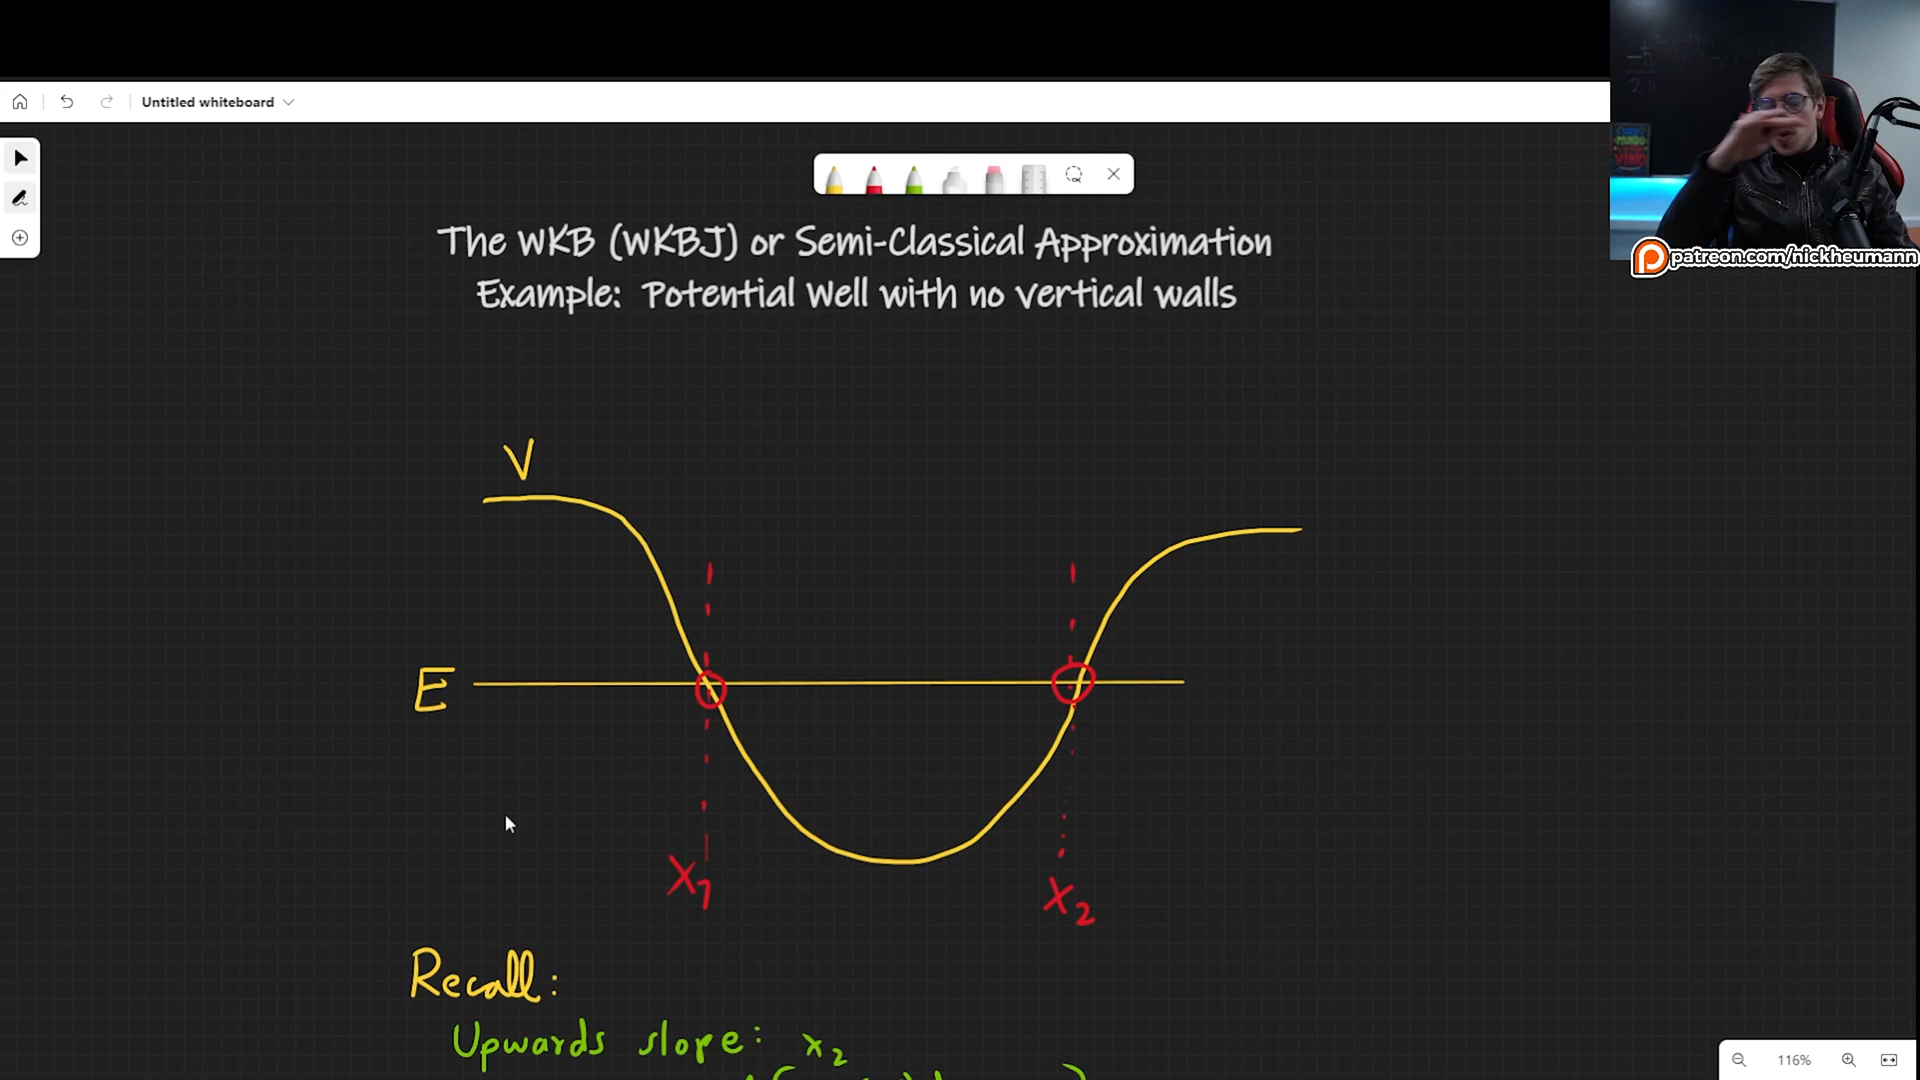 Untitled whiteboard
patreon.com/nickheumann
The WKB (WKBJ) or Semi-Classical Approximation
Example: Potential Well with no vertical walls
V
E
x1
x2
Recall:
Upwards slope: x2
116%